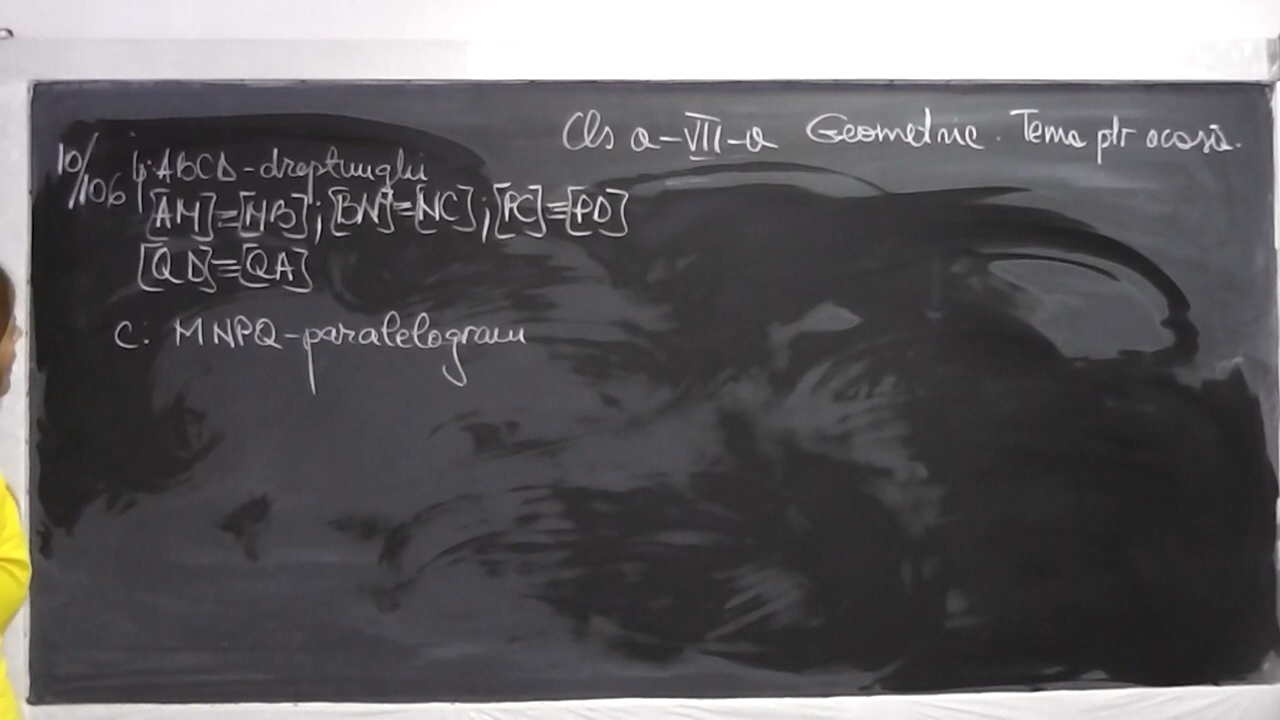 Cls a-VII-a Geometrie. Tema ptr acasă.
10/106 i: ABCD-dreptunghi
[AM]≡[MB]; [BN]≡[NC]; [PC]≡[PD]
[QD]≡[QA]
C: MNPQ-paralelogram